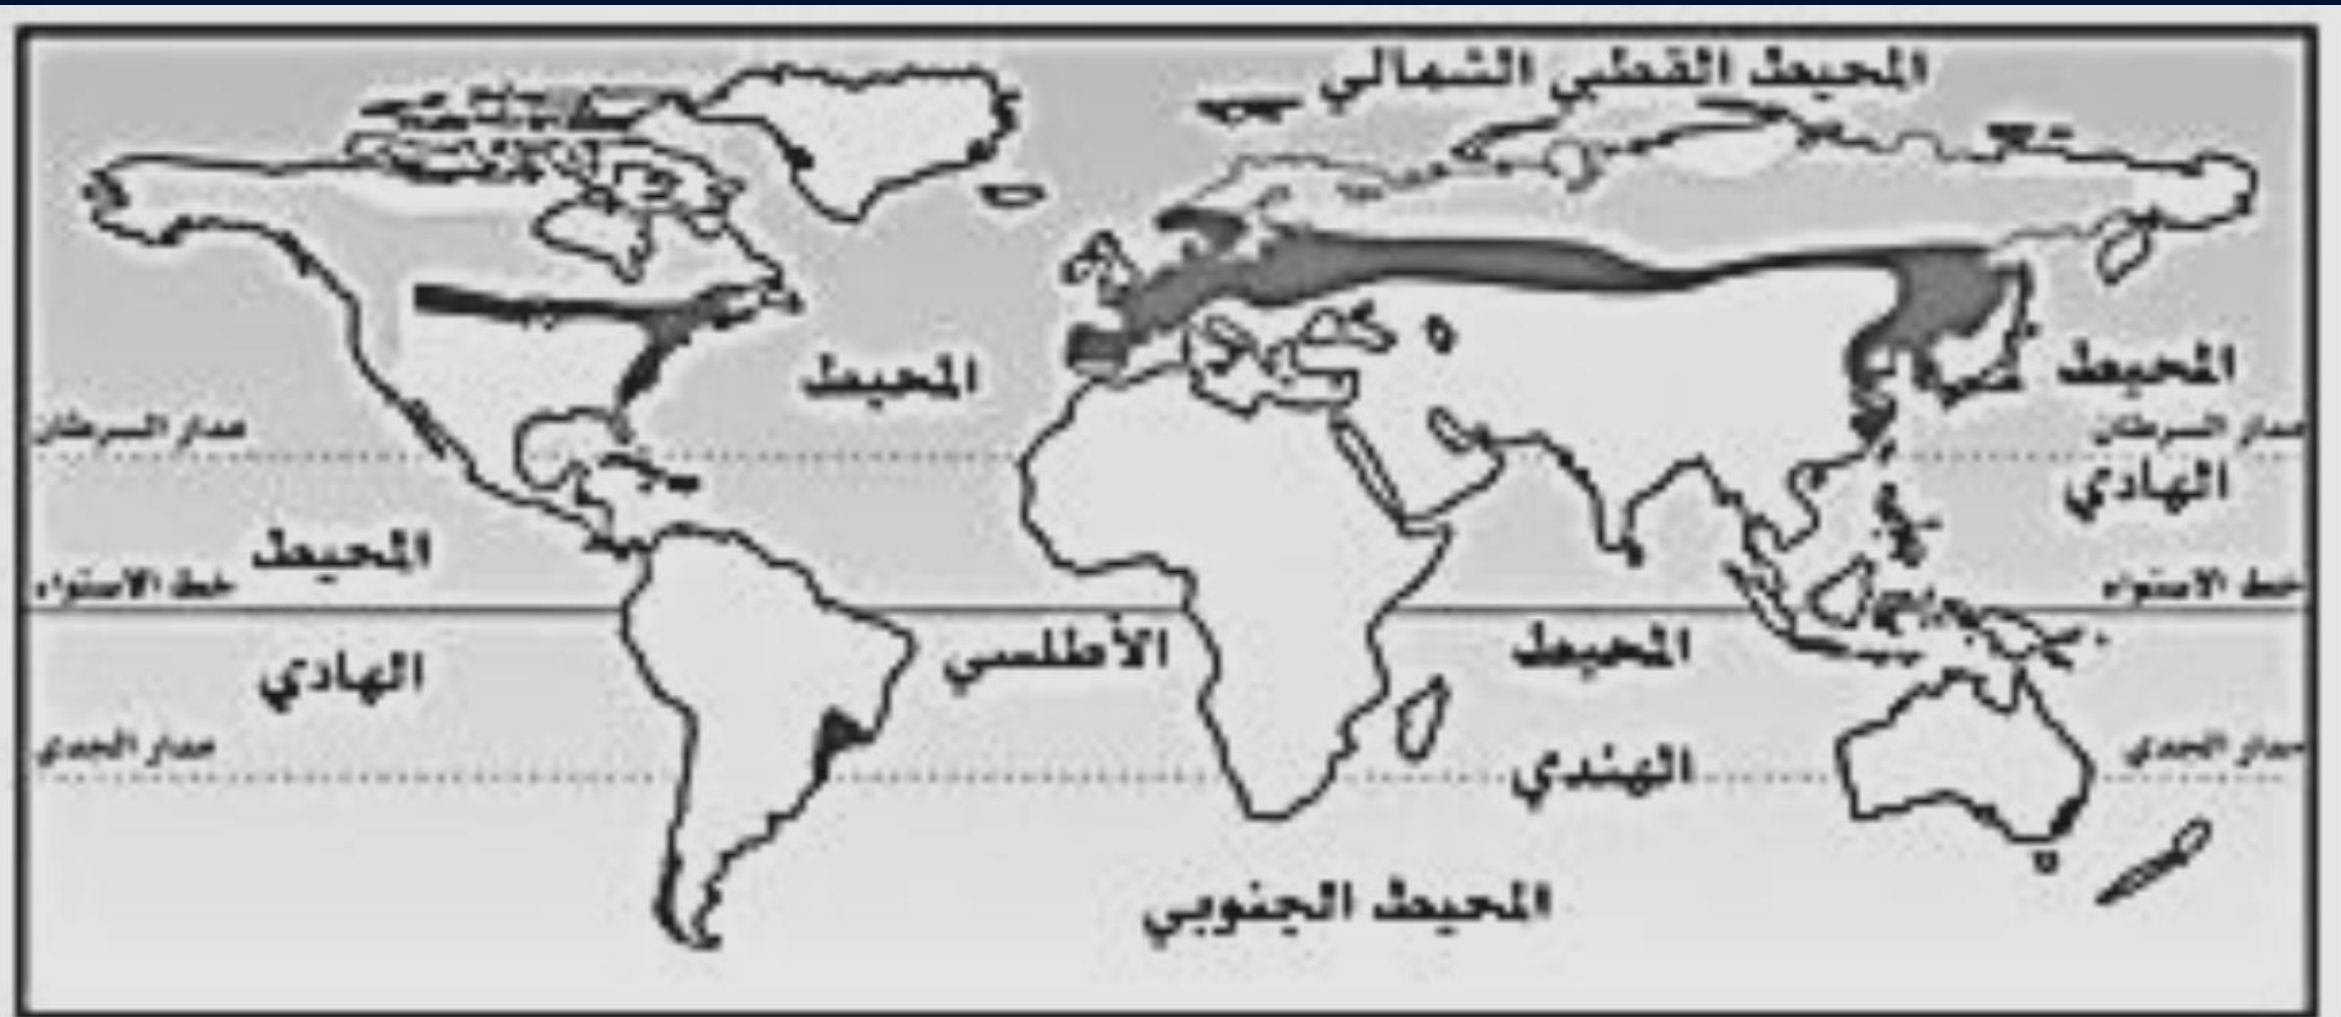 المحيط القطبي الشمالي
المحيط
المحيط
مدار السرطان
مدار السرطان
الهادي
المحيط
خط الاستواء
خط الاستواء
الأطلسي
المحيط
الهادي
مدار الجدي
مدار الجدي
الهندي
المحيط الجنوبي